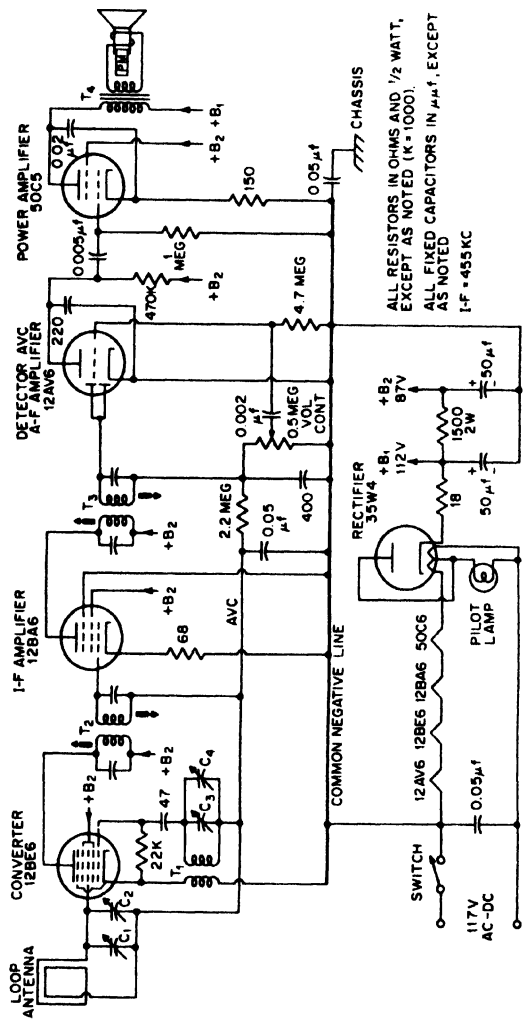 LOOP
ANTENNA
CONVERTER
12BE6
I-F AMPLIFIER
12BA6
DETECTOR AVC
A-F AMPLIFIER
12AV6
POWER AMPLIFIER
50C5
C1
C2
+B2
T2
+B2
47
22K
T1
C3
C4
+B2
68
T3
+B2
220
0.005μf
470K
+B2
1
MEG
0.02
μf
T4
PM
+B1
+B2
150
AVC
2.2 MEG
0.05
μf
400
0.002
μf
0.5MEG
VOL
CONT
4.7 MEG
0.05μf
CHASSIS
COMMON NEGATIVE LINE
SWITCH
117V
AC-DC
0.05μf
12AV6 12BE6 12BA6 50C6
PILOT
LAMP
RECTIFIER
35W4
18
+B1
112V
1500
2W
+B2
87V
+
50μf
+
50μf
ALL RESISTORS IN OHMS AND 1/2 WATT,
EXCEPT AS NOTED (K=1000).
ALL FIXED CAPACITORS IN μμf, EXCEPT
AS NOTED
I-F = 455KC